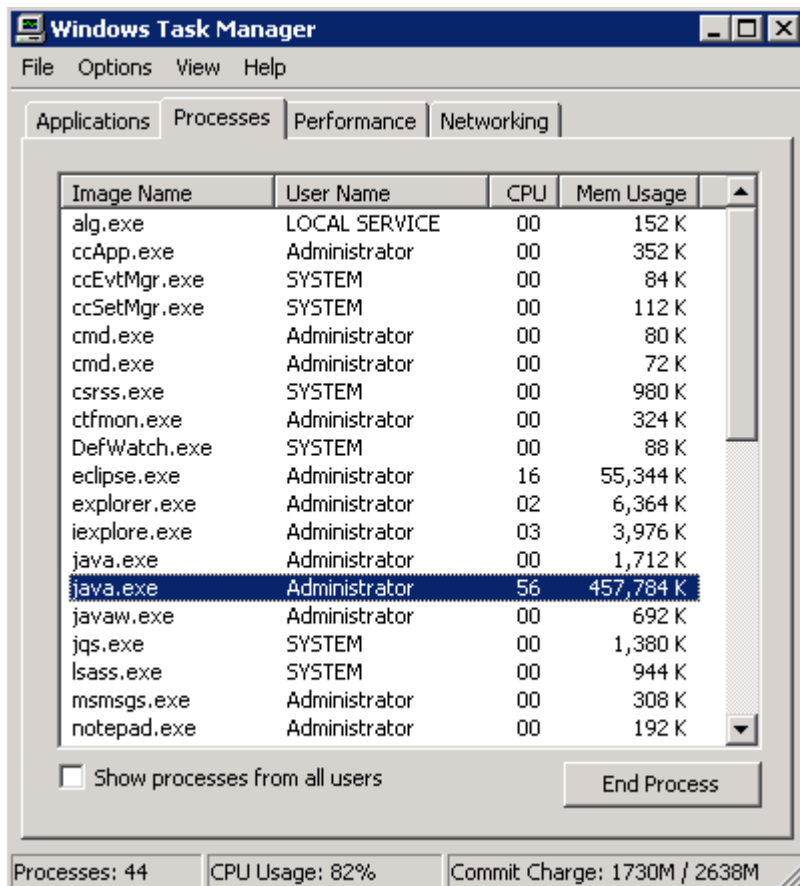 Windows Task Manager
File Options View Help
Applications Processes Performance Networking
Image Name User Name CPU Mem Usage
alg.exe LOCAL SERVICE 00 152 K
ccApp.exe Administrator 00 352 K
ccEvtMgr.exe SYSTEM 00 84 K
ccSetMgr.exe SYSTEM 00 112 K
cmd.exe Administrator 00 80 K
cmd.exe Administrator 00 72 K
csrss.exe SYSTEM 00 980 K
ctfmon.exe Administrator 00 324 K
DefWatch.exe SYSTEM 00 88 K
eclipse.exe Administrator 16 55,344 K
explorer.exe Administrator 02 6,364 K
iexplore.exe Administrator 03 3,976 K
java.exe Administrator 00 1,712 K
java.exe Administrator 56 457,784 K
javaw.exe Administrator 00 692 K
jqs.exe SYSTEM 00 1,380 K
lsass.exe SYSTEM 00 944 K
msmsgs.exe Administrator 00 308 K
notepad.exe Administrator 00 192 K
Show processes from all users End Process
Processes: 44 CPU Usage: 82% Commit Charge: 1730M / 2638M